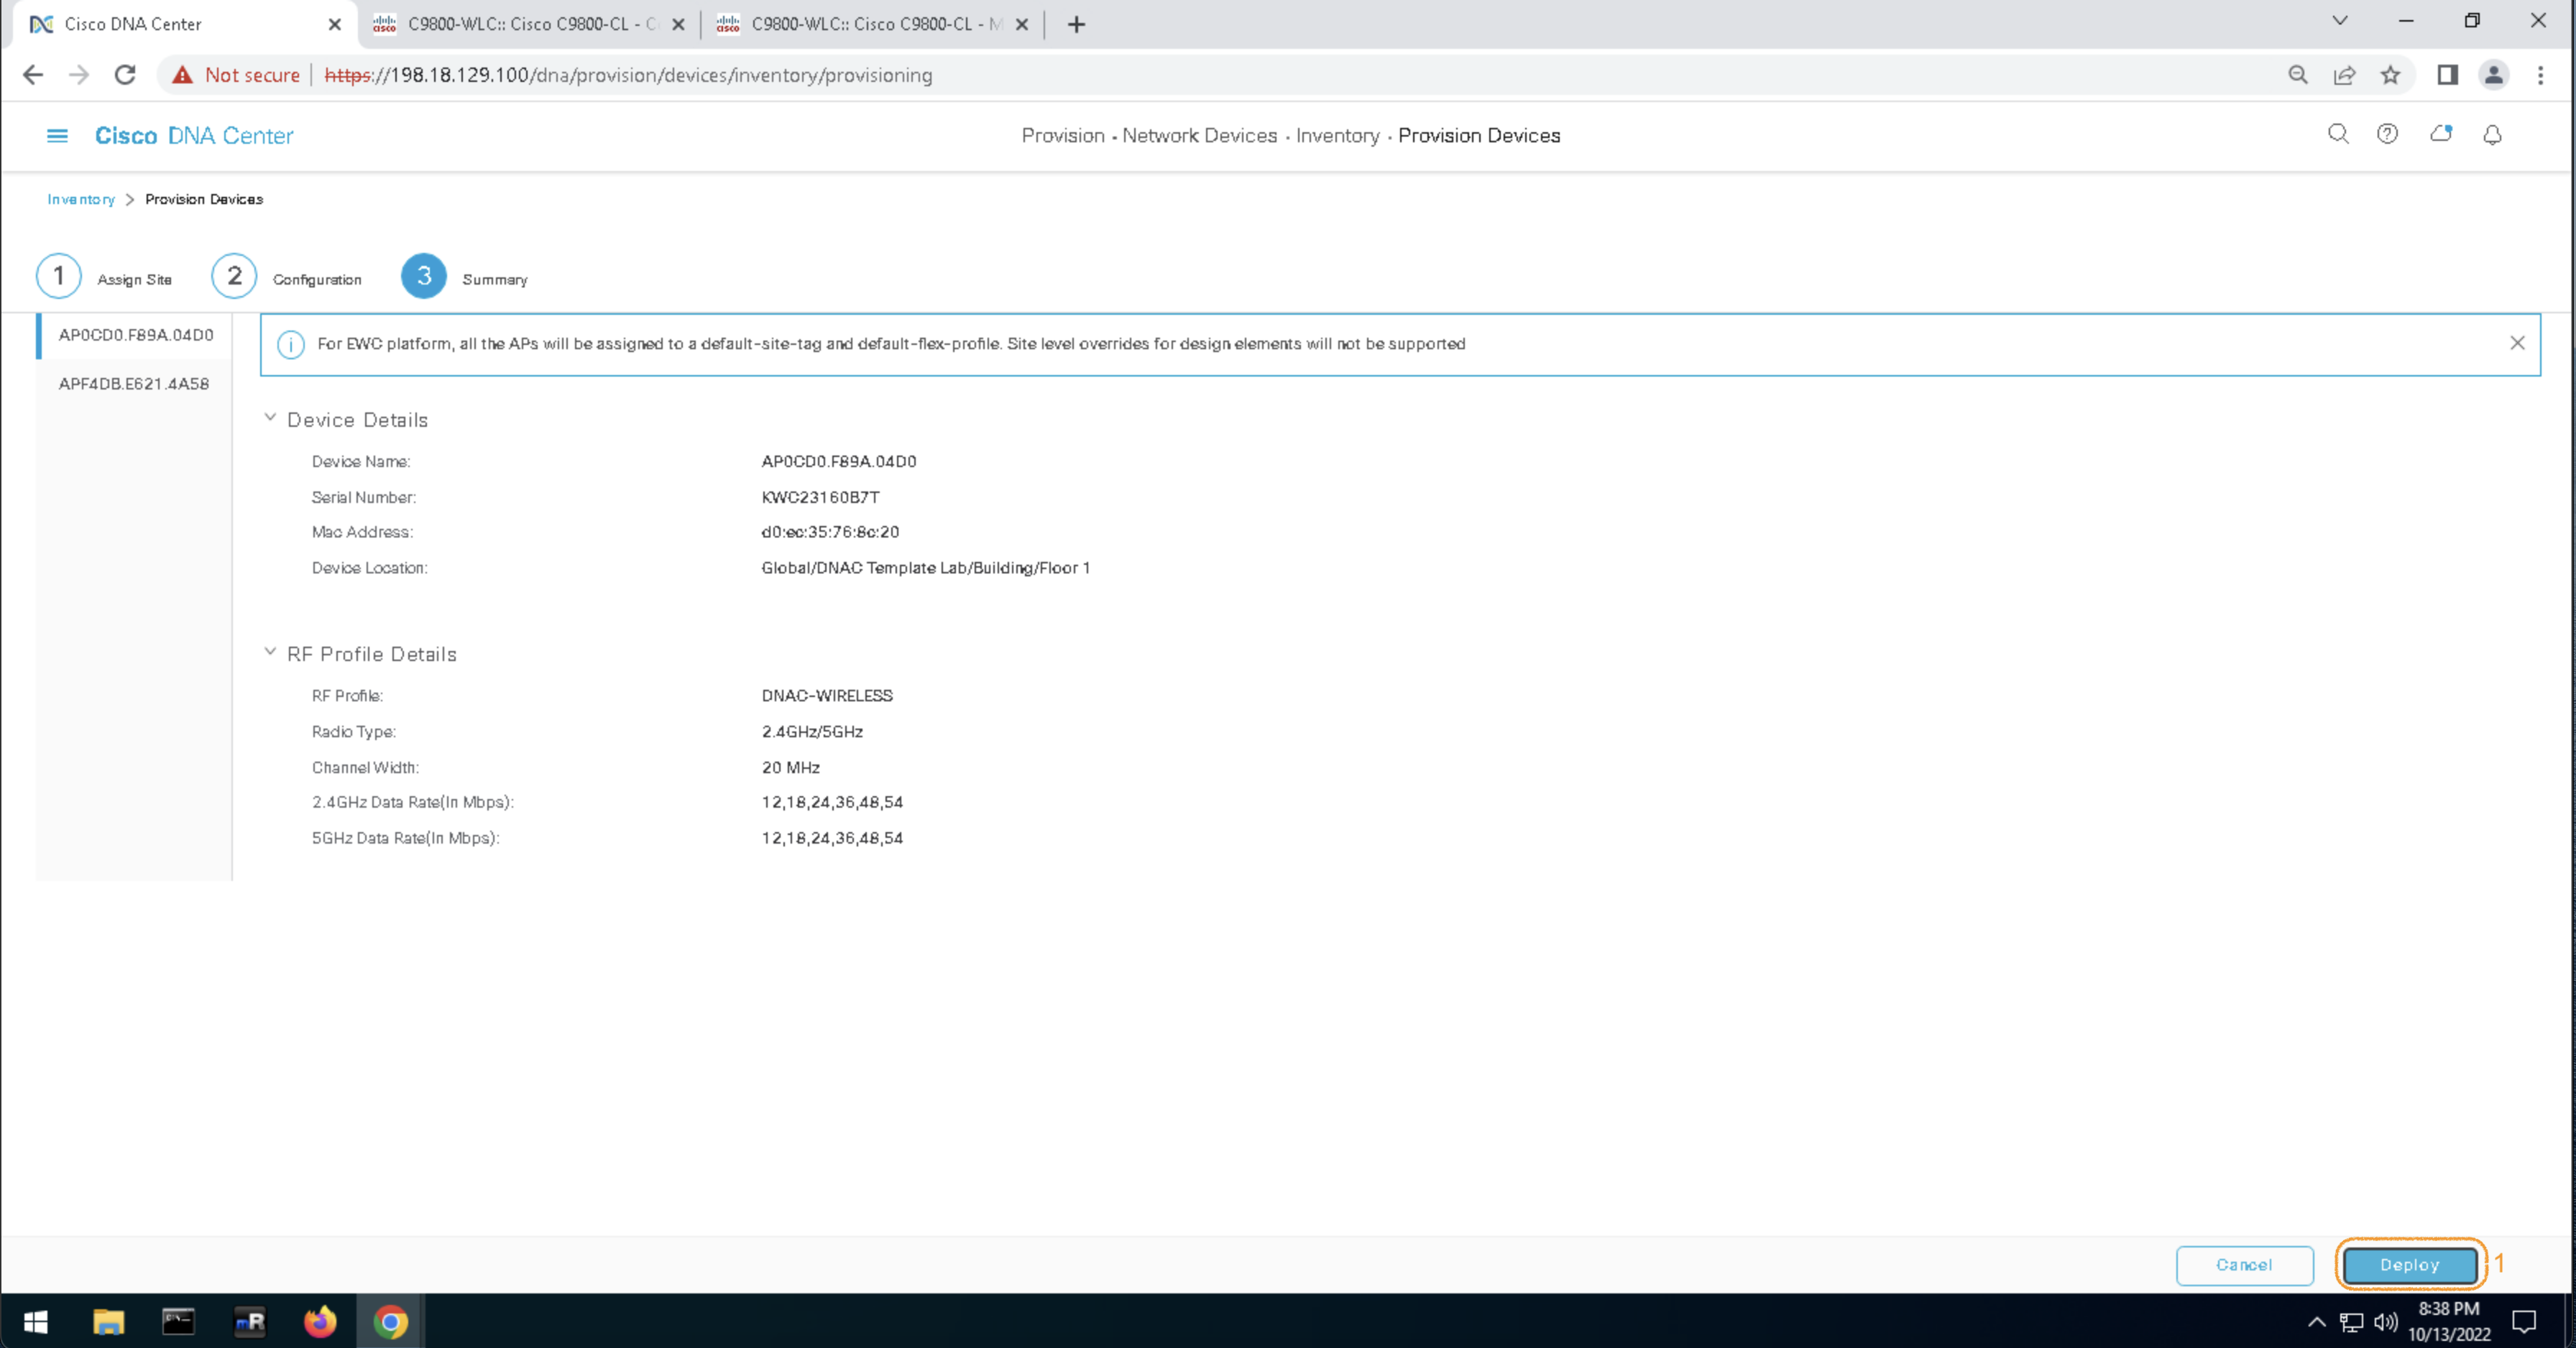 Cisco DNA Center
C9800-WLC:: Cisco C9800-CL - C
C9800-WLC:: Cisco C9800-CL - M
Not secure | https://198.18.129.100/dna/provision/devices/inventory/provisioning
Cisco DNA Center
Provision · Network Devices · Inventory · Provision Devices
Inventory > Provision Devices
1 Assign Site 2 Configuration 3 Summary
AP0CD0.F89A.04D0
APF4DB.E621.4A58
For EWC platform, all the APs will be assigned to a default-site-tag and default-flex-profile. Site level overrides for design elements will not be supported
Device Details
Device Name: AP0CD0.F89A.04D0
Serial Number: KWC23160B7T
Mac Address: d0:ec:35:76:8c:20
Device Location: Global/DNAC Template Lab/Building/Floor 1
RF Profile Details
RF Profile: DNAC-WIRELESS
Radio Type: 2.4GHz/5GHz
Channel Width: 20 MHz
2.4GHz Data Rate(In Mbps): 12,18,24,36,48,54
5GHz Data Rate(In Mbps): 12,18,24,36,48,54
Cancel Deploy 1
mR
8:38 PM
10/13/2022